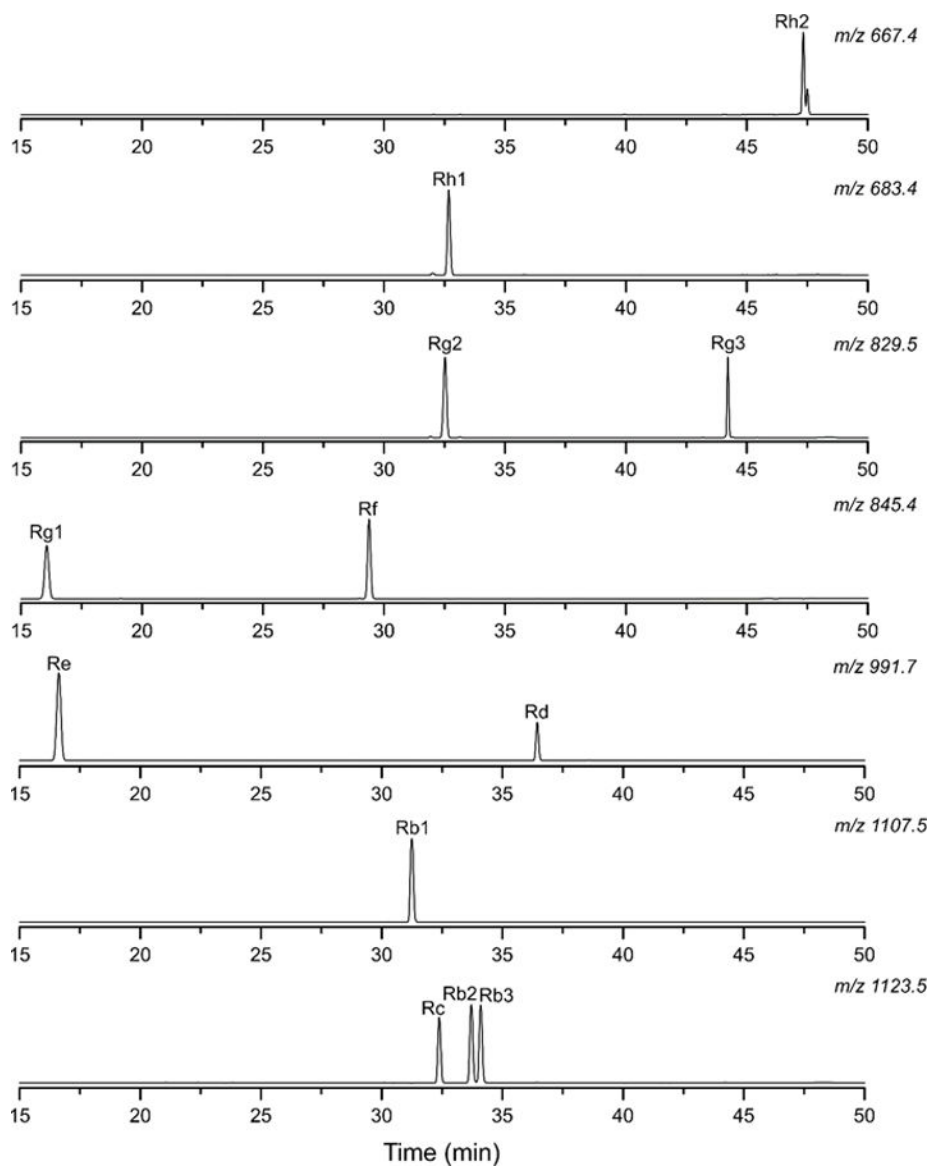 Rh2
m/z 667.4
15 20 25 30 35 40 45 50
Rh1
m/z 683.4
15 20 25 30 35 40 45 50
Rg2 Rg3
m/z 829.5
15 20 25 30 35 40 45 50
Rg1 Rf
m/z 845.4
15 20 25 30 35 40 45 50
Re Rd
m/z 991.7
15 20 25 30 35 40 45 50
Rb1
m/z 1107.5
15 20 25 30 35 40 45 50
Rc Rb2 Rb3
m/z 1123.5
15 20 25 30 35 40 45 50
Time (min)